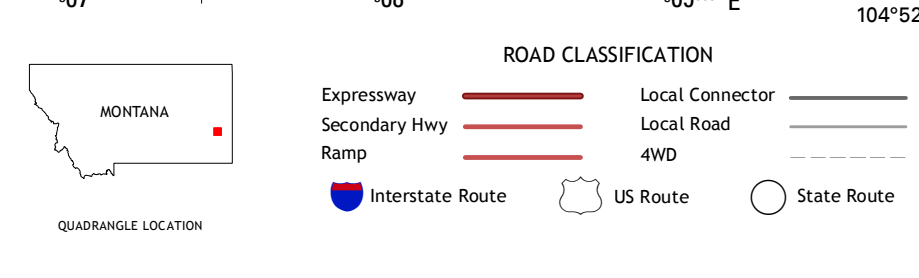 104°52
ROAD CLASSIFICATION
MONTANA
QUADRANGLE LOCATION
Expressway
Secondary Hwy
Ramp
Local Connector
Local Road
4WD
Interstate Route
US Route
State Route